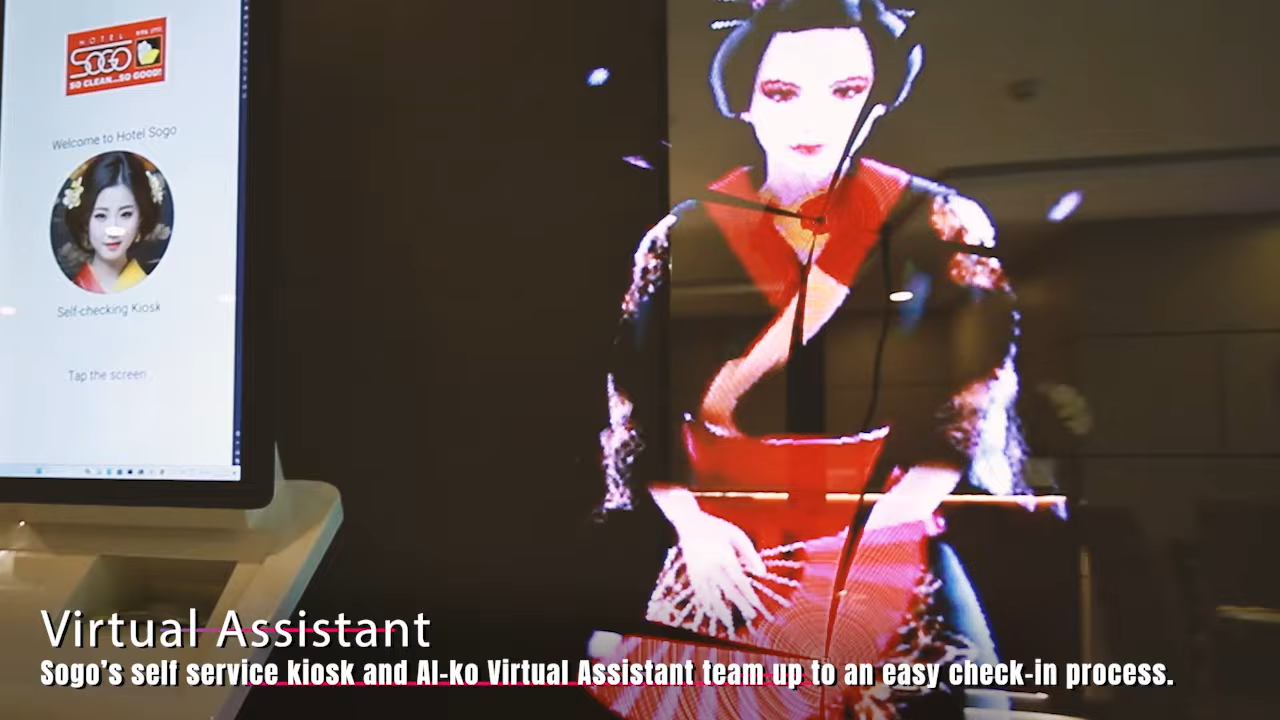 HOTEL
SOGO
SO CLEAN...SO GOOD!
Welcome to Hotel Sogo
Self-checking Kiosk
Tap the screen
Virtual Assistant
Sogo's self service kiosk and AI-ko Virtual Assistant team up to an easy check-in process.